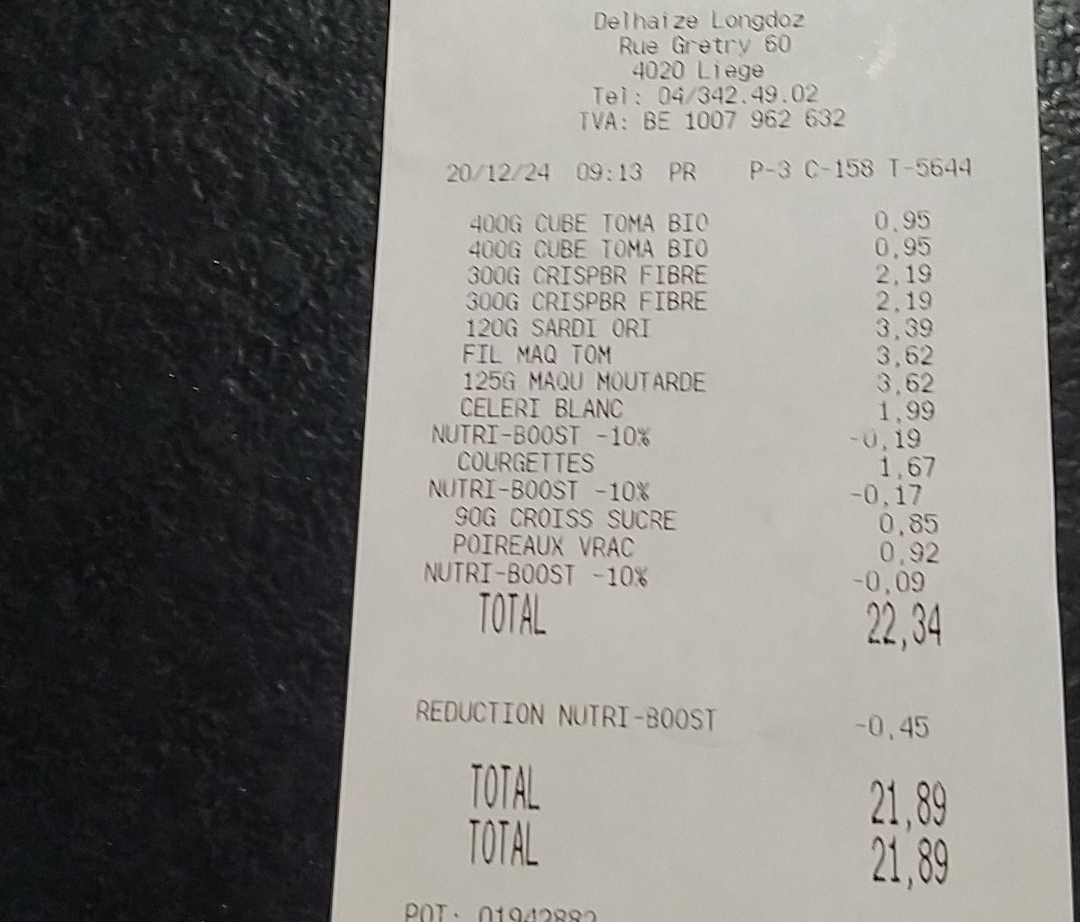 Delhaize Longdoz
Rue Gretry 60
4020 Liege
Tel: 04/342.49.02
TVA: BE 1007 962 632
20/12/24 09:13 PR P-3 C-158 T-5644
400G CUBE TOMA BIO 0,95
400G CUBE TOMA BIO 0,95
300G CRISPBR FIBRE 2,19
300G CRISPBR FIBRE 2,19
120G SARDI ORI 3,39
FIL MAQ TOM 3,62
125G MAQU MOUTARDE 3,62
CELERI BLANC 1,99
NUTRI-BOOST -10% -0,19
COURGETTES 1,67
NUTRI-BOOST -10% -0,17
90G CROISS SUCRE 0,85
POIREAUX VRAC 0,92
NUTRI-BOOST -10% -0,09
TOTAL 22,34
REDUCTION NUTRI-BOOST -0,45
TOTAL 21,89
TOTAL 21,89
POT: 01942882